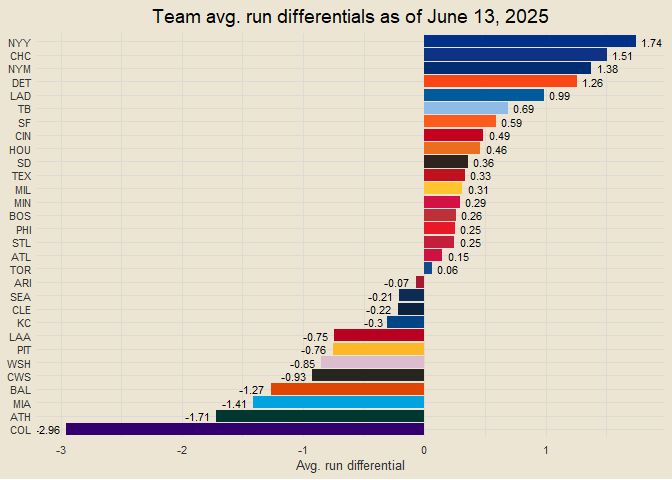 Team avg. run differentials as of June 13, 2025
NYY 1.74
CHC 1.51
NYM 1.38
DET 1.26
LAD 0.99
TB 0.69
SF 0.59
CIN 0.49
HOU 0.46
SD 0.36
TEX 0.33
MIL 0.31
MIN 0.29
BOS 0.26
PHI 0.25
STL 0.25
ATL 0.15
TOR 0.06
ARI -0.07
SEA -0.21
CLE -0.22
KC -0.3
LAA -0.75
PIT -0.76
WSH -0.85
CWS -0.93
BAL -1.27
MIA -1.41
ATH -1.71
COL -2.96
-3 -2 -1 0 1
Avg. run differential